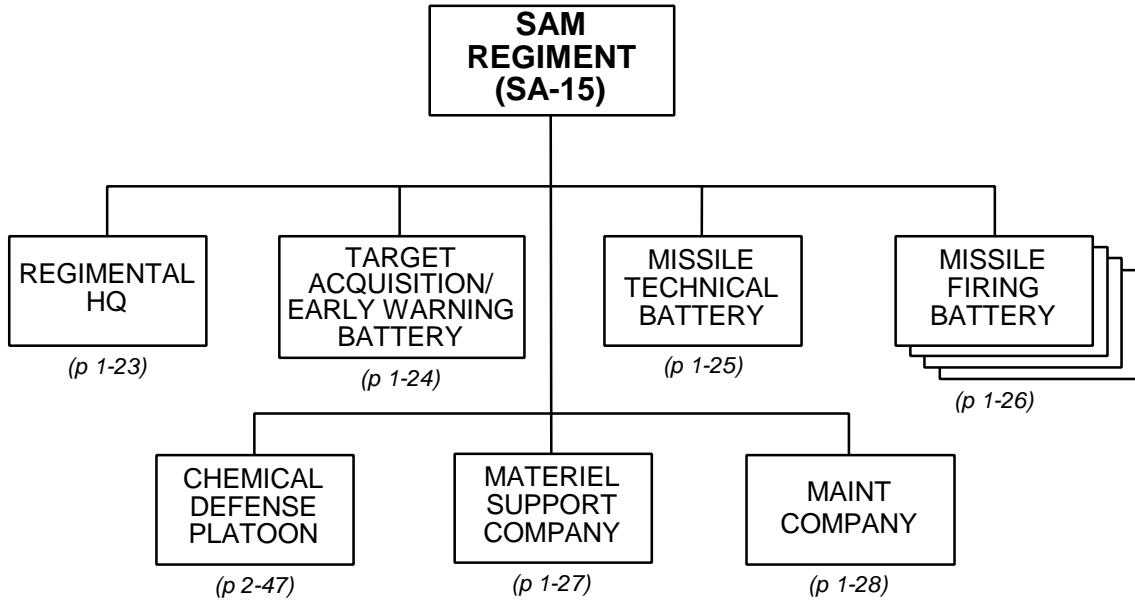 SAM
REGIMENT
(SA-15)
REGIMENTAL
HQ
(p 1-23)
TARGET
ACQUISITION/
EARLY WARNING
BATTERY
(p 1-24)
MISSILE
TECHNICAL
BATTERY
(p 1-25)
MISSILE
FIRING
BATTERY
(p 1-26)
CHEMICAL
DEFENSE
PLATOON
(p 2-47)
MATERIEL
SUPPORT
COMPANY
(p 1-27)
MAINT
COMPANY
(p 1-28)